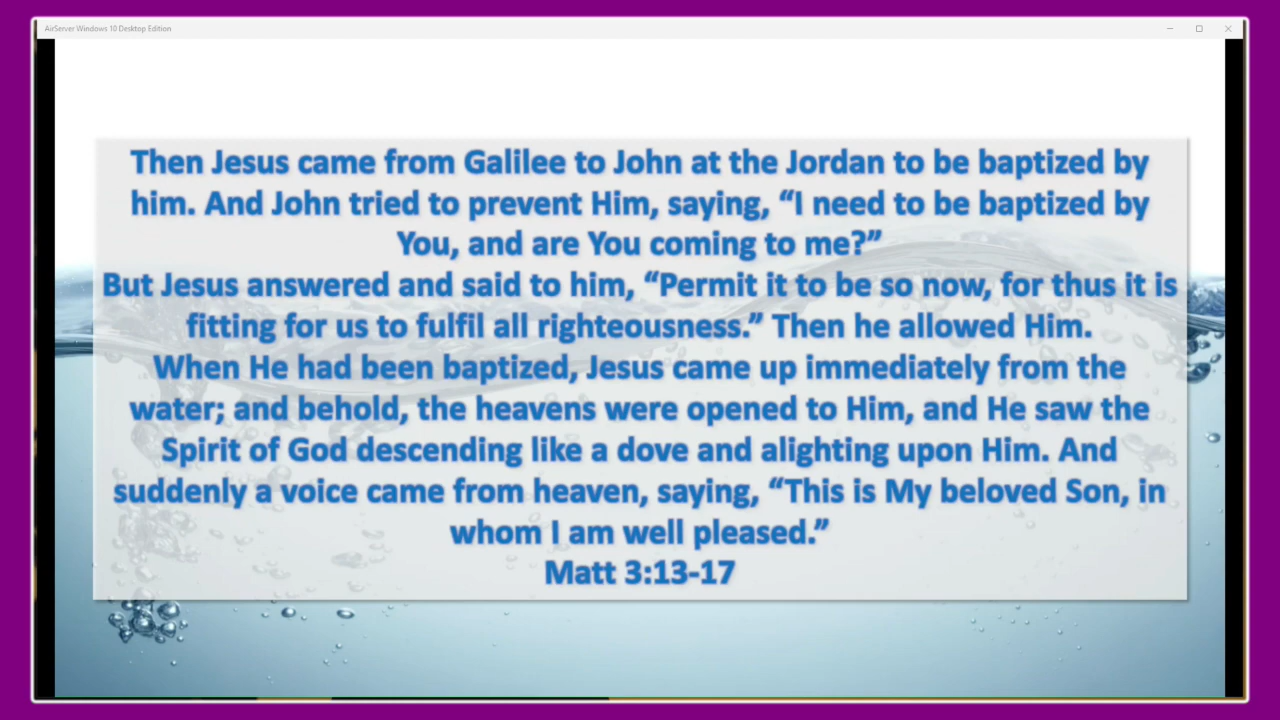 AirServer Windows 10 Desktop Edition
Then Jesus came from Galilee to John at the Jordan to be baptized by
him. And John tried to prevent Him, saying, “I need to be baptized by
You, and are You coming to me?”
But Jesus answered and said to him, “Permit it to be so now, for thus it is
fitting for us to fulfil all righteousness.” Then he allowed Him.
When He had been baptized, Jesus came up immediately from the
water; and behold, the heavens were opened to Him, and He saw the
Spirit of God descending like a dove and alighting upon Him. And
suddenly a voice came from heaven, saying, “This is My beloved Son, in
whom I am well pleased.”
Matt 3:13-17